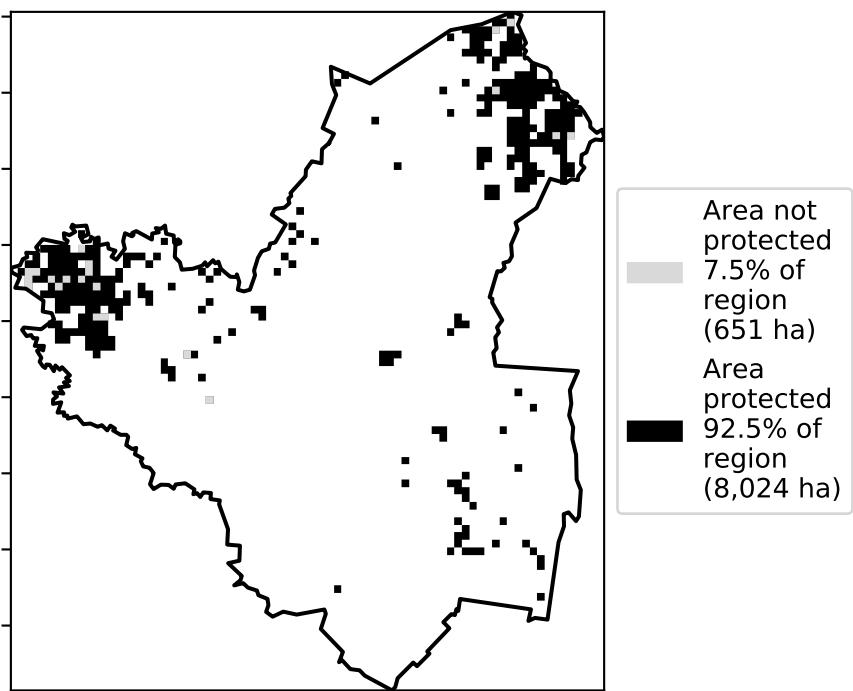 Area not
protected
7.5% of
region
(651 ha)
Area
protected
92.5% of
region
(8,024 ha)